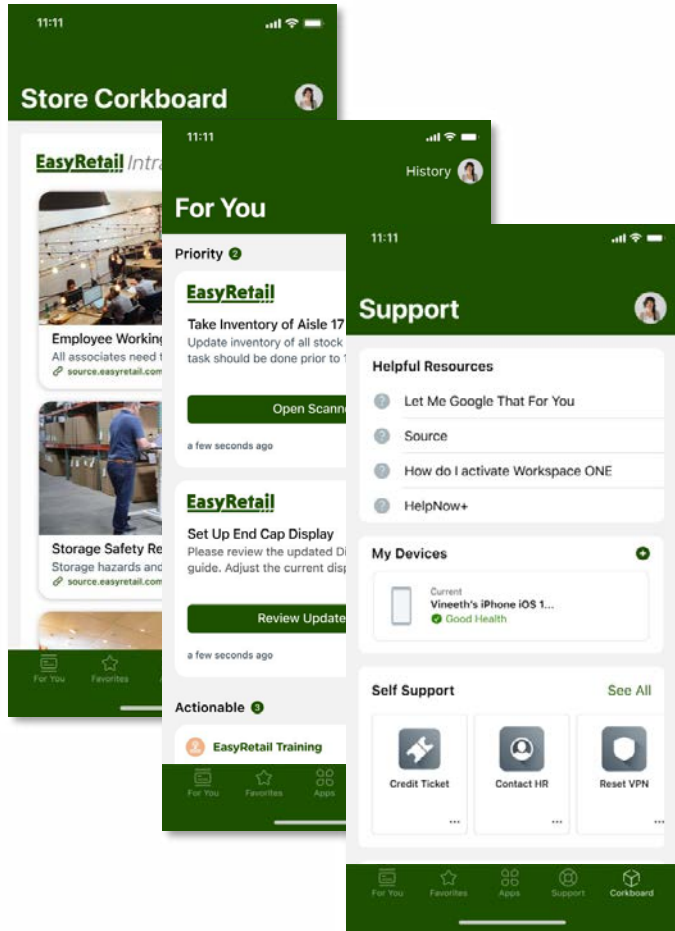 11:11
Store Corkboard
EasyRetail Intra
Employee Working
All associates need
source.easyretail.com
Storage Safety Re
Storage hazards and
source.easyretail.com
For You
Favorites
11:11
History
For You
Priority 2
EasyRetail
Take Inventory of Aisle 17
Update inventory of all stock
task should be done prior to
Open Scann
a few seconds ago
EasyRetail
Set Up End Cap Display
Please review the updated Di
guide. Adjust the current disp
Review Update
a few seconds ago
Actionable 3
EasyRetail Training
For You
Favorites
Apps
11:11
Support
Helpful Resources
Let Me Google That For You
Source
How do I activate Workspace ONE
HelpNow+
My Devices
Current
Vineeth's iPhone iOS 1...
Good Health
Self Support See All
Credit Ticket
Contact HR
Reset VPN
For You
Favorites
Apps
Support
Corkboard